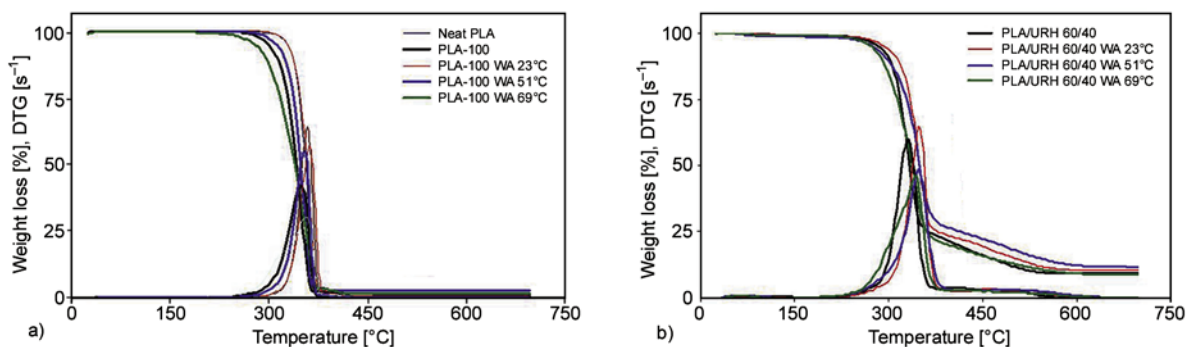 100
75
50
25
0
Weight loss [%], DTG [s⁻¹]
Neat PLA
PLA-100
PLA-100 WA 23°C
PLA-100 WA 51°C
PLA-100 WA 69°C
0 150 300 450 600 750
Temperature [°C]
a)
100
75
50
25
0
Weight loss [%], DTG [s⁻¹]
PLA/URH 60/40
PLA/URH 60/40 WA 23°C
PLA/URH 60/40 WA 51°C
PLA/URH 60/40 WA 69°C
0 150 300 450 600 750
Temperature [°C]
b)